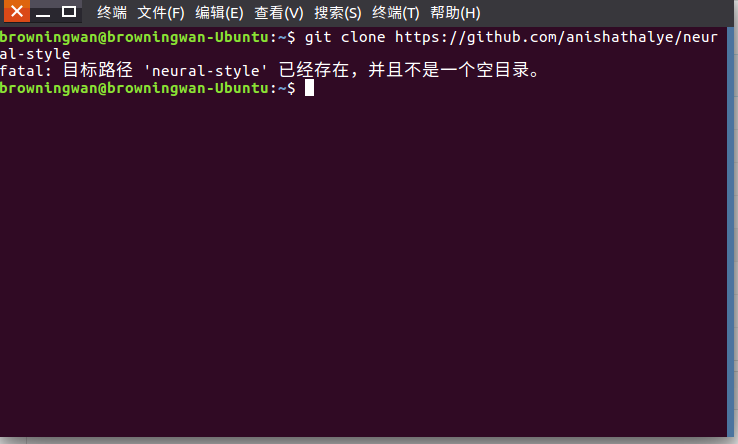 终端 文件(F) 编辑(E) 查看(V) 搜索(S) 终端(T) 帮助(H)
browningwan@browningwan-Ubuntu:~$ git clone https://github.com/anishathalye/neur
al-style
fatal: 目标路径 'neural-style' 已经存在，并且不是一个空目录。
browningwan@browningwan-Ubuntu:~$